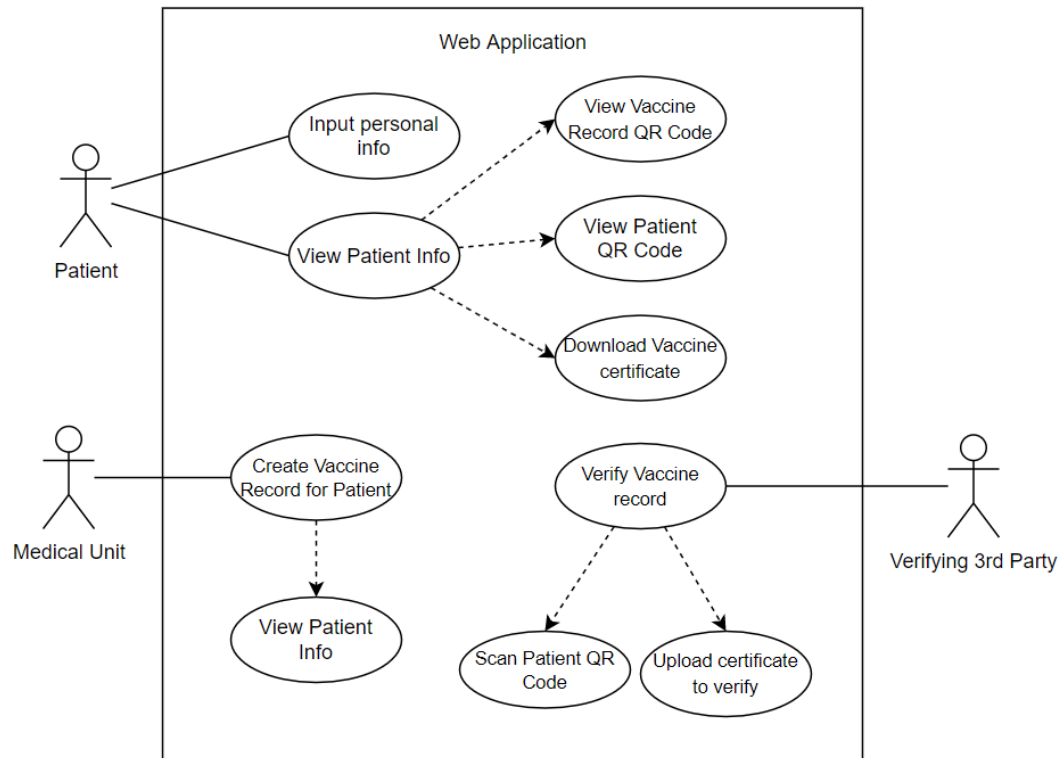 Web Application
Input personal
info
View Vaccine
Record QR Code
Patient
View Patient Info
View Patient
QR Code
Download Vaccine
certificate
Medical Unit
Create Vaccine
Record for Patient
Verify Vaccine
record
Verifying 3rd Party
View Patient
Info
Scan Patient QR
Code
Upload certificate
to verify